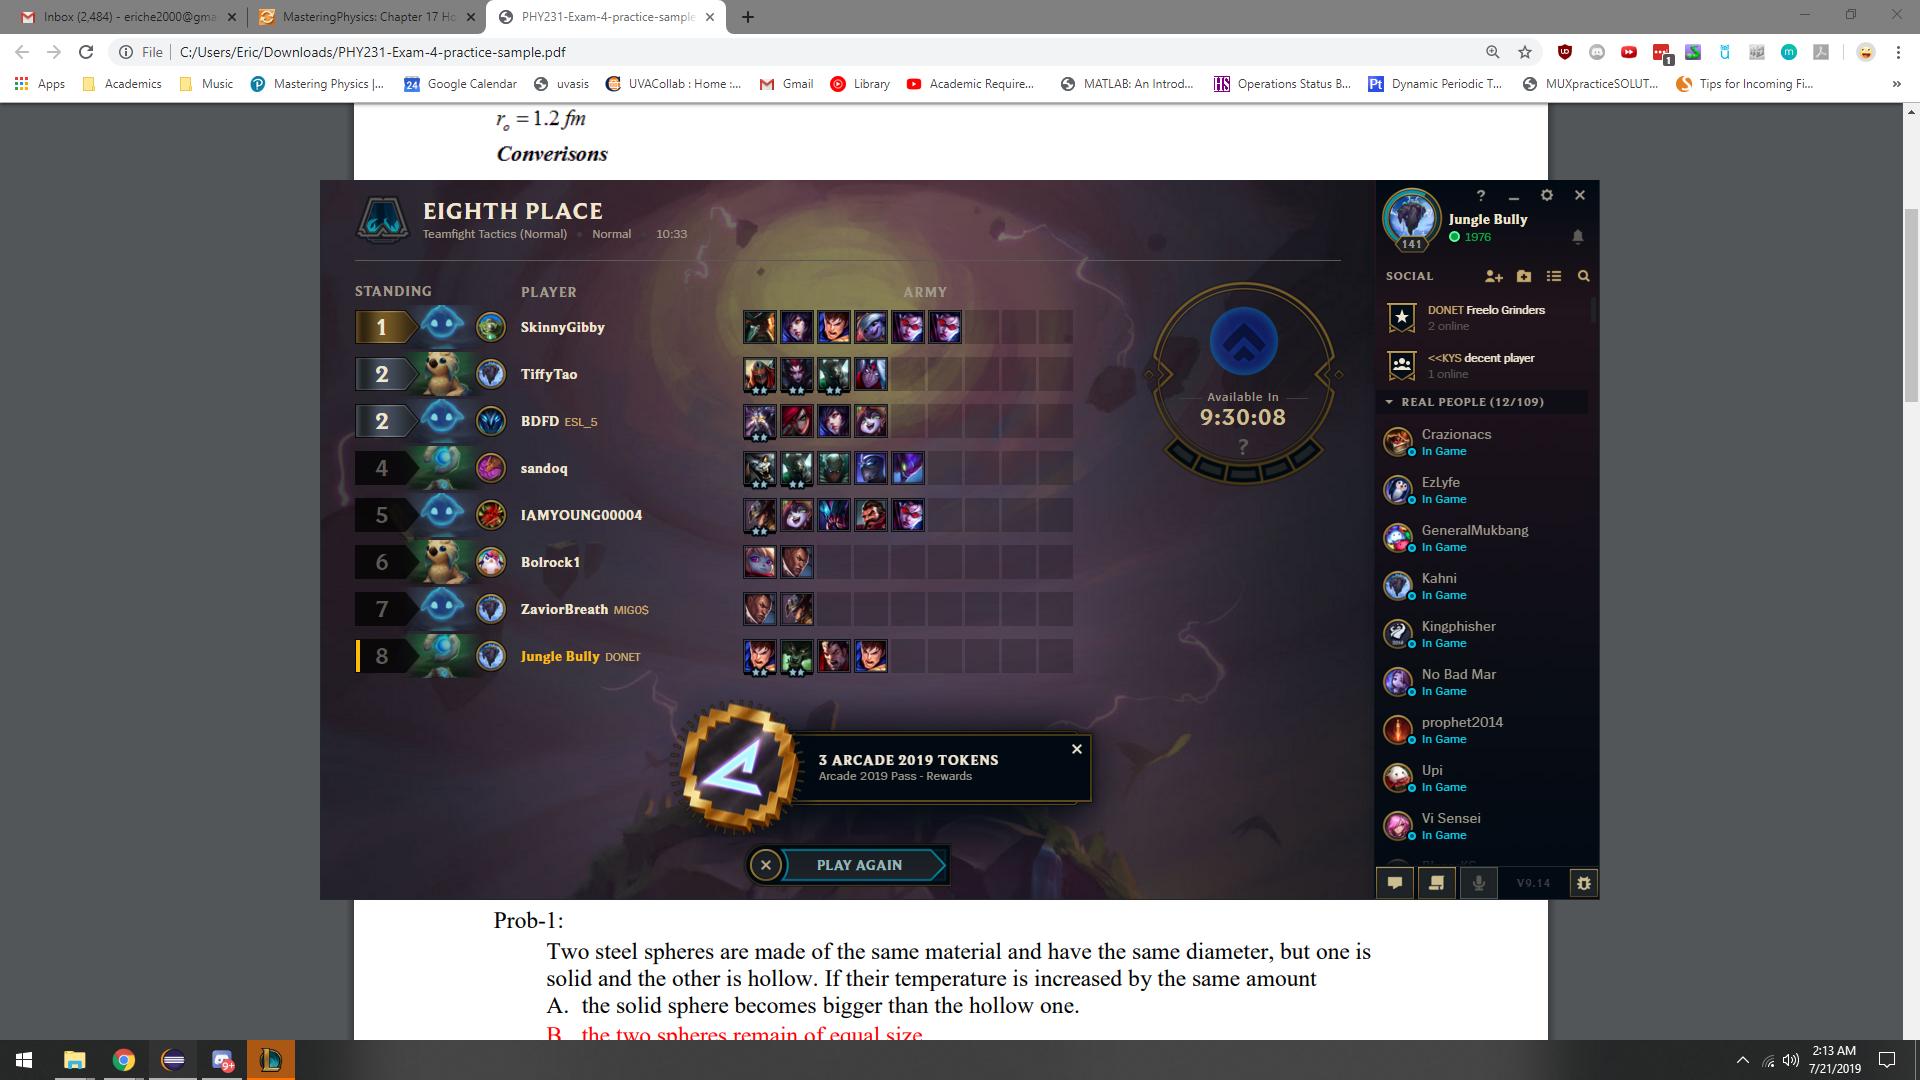 Inbox (2,484) - eriche2000@gma
MasteringPhysics: Chapter 17 Ho
PHY231-Exam-4-practice-sample
File
C:/Users/Eric/Downloads/PHY231-Exam-4-practice-sample.pdf
1
Apps
Academics
Music
Mastering Physics |...
24
Google Calendar
uvasis
UVACollab : Home :...
Gmail
Library
Academic Require...
MATLAB: An Introd...
HS
Operations Status B...
Pt
Dynamic Periodic T...
MUXpracticeSOLUT...
Tips for Incoming Fi...
»
r₀ = 1.2 fm
Converisons
EIGHTH PLACE
Teamfight Tactics (Normal) • Normal 10:33
STANDING PLAYER ARMY
1 SkinnyGibby
2 TiffyTao
2 BDFD ESL_5
4 sandoq
5 IAMYOUNG00004
6 Bolrock1
7 ZaviorBreath MIGO$
8 Jungle Bully DONET
Available In
9:30:08
?
3 ARCADE 2019 TOKENS
Arcade 2019 Pass - Rewards
PLAY AGAIN
?
Jungle Bully
1976
141
SOCIAL
DONET Freelo Grinders
2 online
<<KYS decent player
1 online
REAL PEOPLE (12/109)
Crazionacs
In Game
EzLyfe
In Game
GeneralMukbang
In Game
Kahni
In Game
Kingphisher
In Game
No Bad Mar
In Game
prophet2014
In Game
Upi
In Game
Vi Sensei
In Game
V9.14
Prob-1:
Two steel spheres are made of the same material and have the same diameter, but one is
solid and the other is hollow. If their temperature is increased by the same amount
A. the solid sphere becomes bigger than the hollow one.
B. the two spheres remain of equal size
9+
2:13 AM
7/21/2019